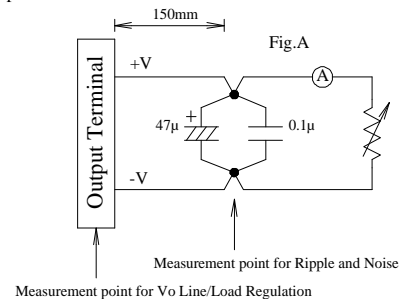 150mm
Fig.A
+V
A
Output Terminal
+
47μ
0.1μ
-V
Measurement point for Ripple and Noise
Measurement point for Vo Line/Load Regulation